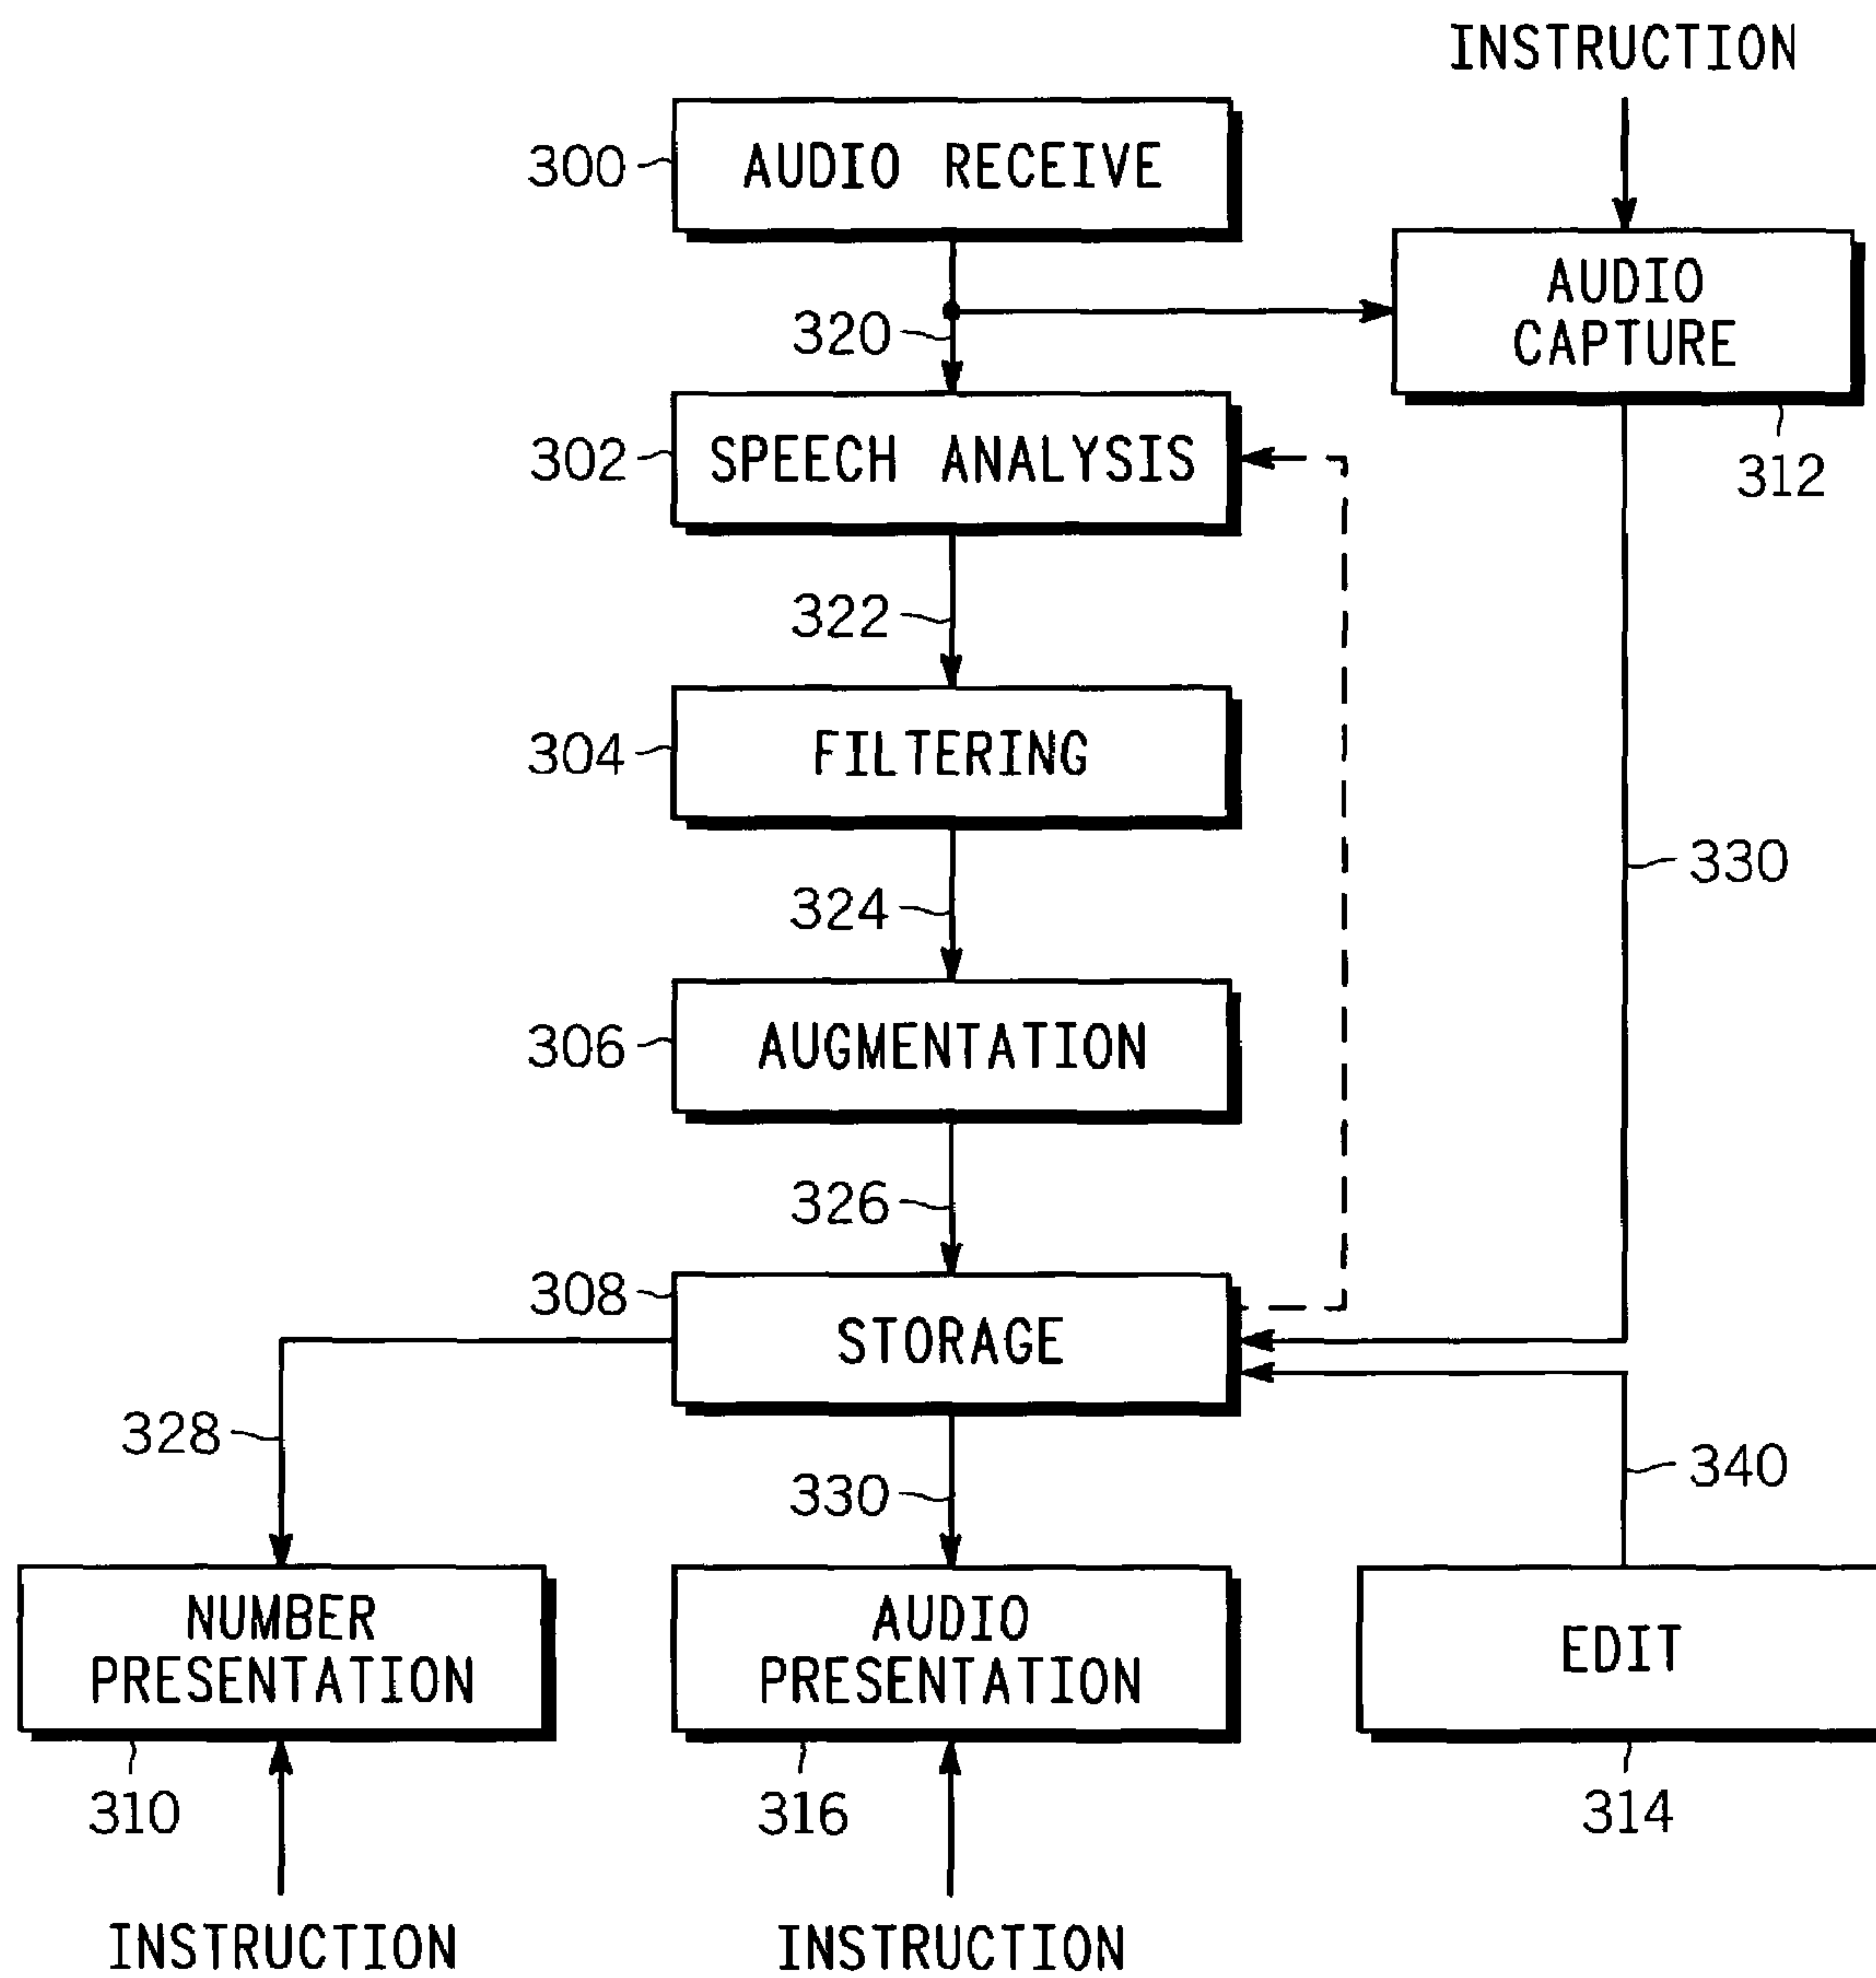 INSTRUCTION
300
AUDIO RECEIVE
AUDIO
CAPTURE
320
302
SPEECH ANALYSIS
312
322
304
FILTERING
330
324
306
AUGMENTATION
326
308
STORAGE
328
330
340
NUMBER
PRESENTATION
AUDIO
PRESENTATION
EDIT
310
316
314
INSTRUCTION
INSTRUCTION